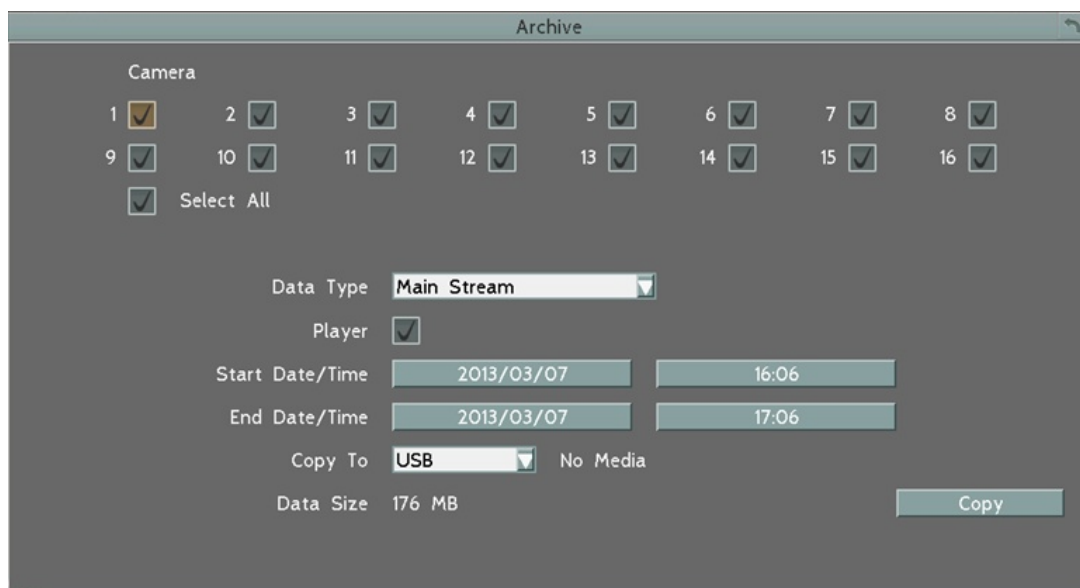 Archive
Camera
1 2 3 4 5 6 7 8
9 10 11 12 13 14 15 16
Select All
Data Type Main Stream
Player
Start Date/Time 2013/03/07 16:06
End Date/Time 2013/03/07 17:06
Copy To USB No Media
Data Size 176 MB Copy